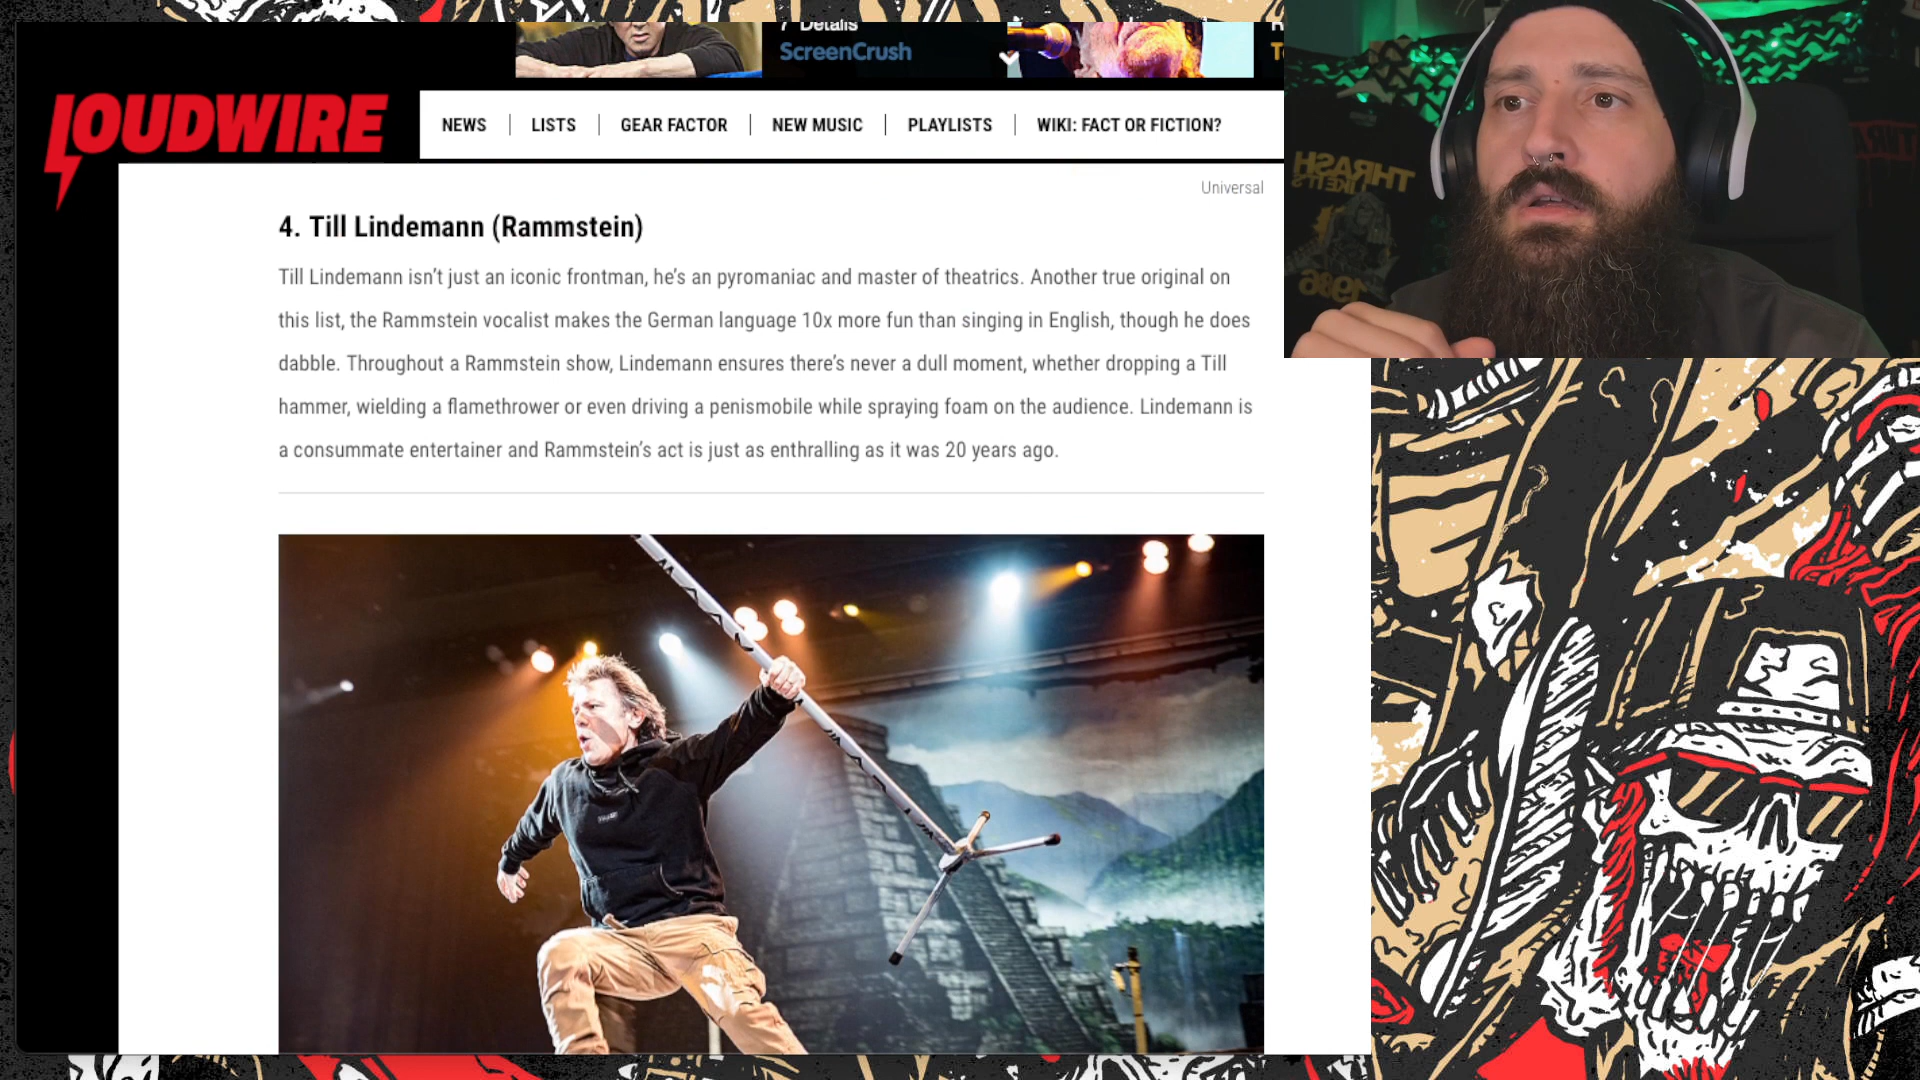 7 Details
ScreenCrush
LOUDWIRE
NEWS
LISTS
GEAR FACTOR
NEW MUSIC
PLAYLISTS
WIKI: FACT OR FICTION?
Universal
4. Till Lindemann (Rammstein)
Till Lindemann isn't just an iconic frontman, he's an pyromaniac and master of theatrics. Another true original on
this list, the Rammstein vocalist makes the German language 10x more fun than singing in English, though he does
dabble. Throughout a Rammstein show, Lindemann ensures there's never a dull moment, whether dropping a Till
hammer, wielding a flamethrower or even driving a penismobile while spraying foam on the audience. Lindemann is
a consummate entertainer and Rammstein's act is just as enthralling as it was 20 years ago.
THRASH
LIKE IT'S
1986